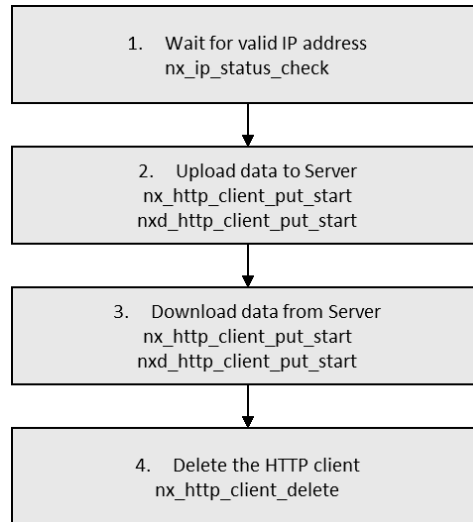 1. Wait for valid IP address
nx_ip_status_check
2. Upload data to Server
nx_http_client_put_start
nxd_http_client_put_start
3. Download data from Server
nx_http_client_put_start
nxd_http_client_put_start
4. Delete the HTTP client
nx_http_client_delete